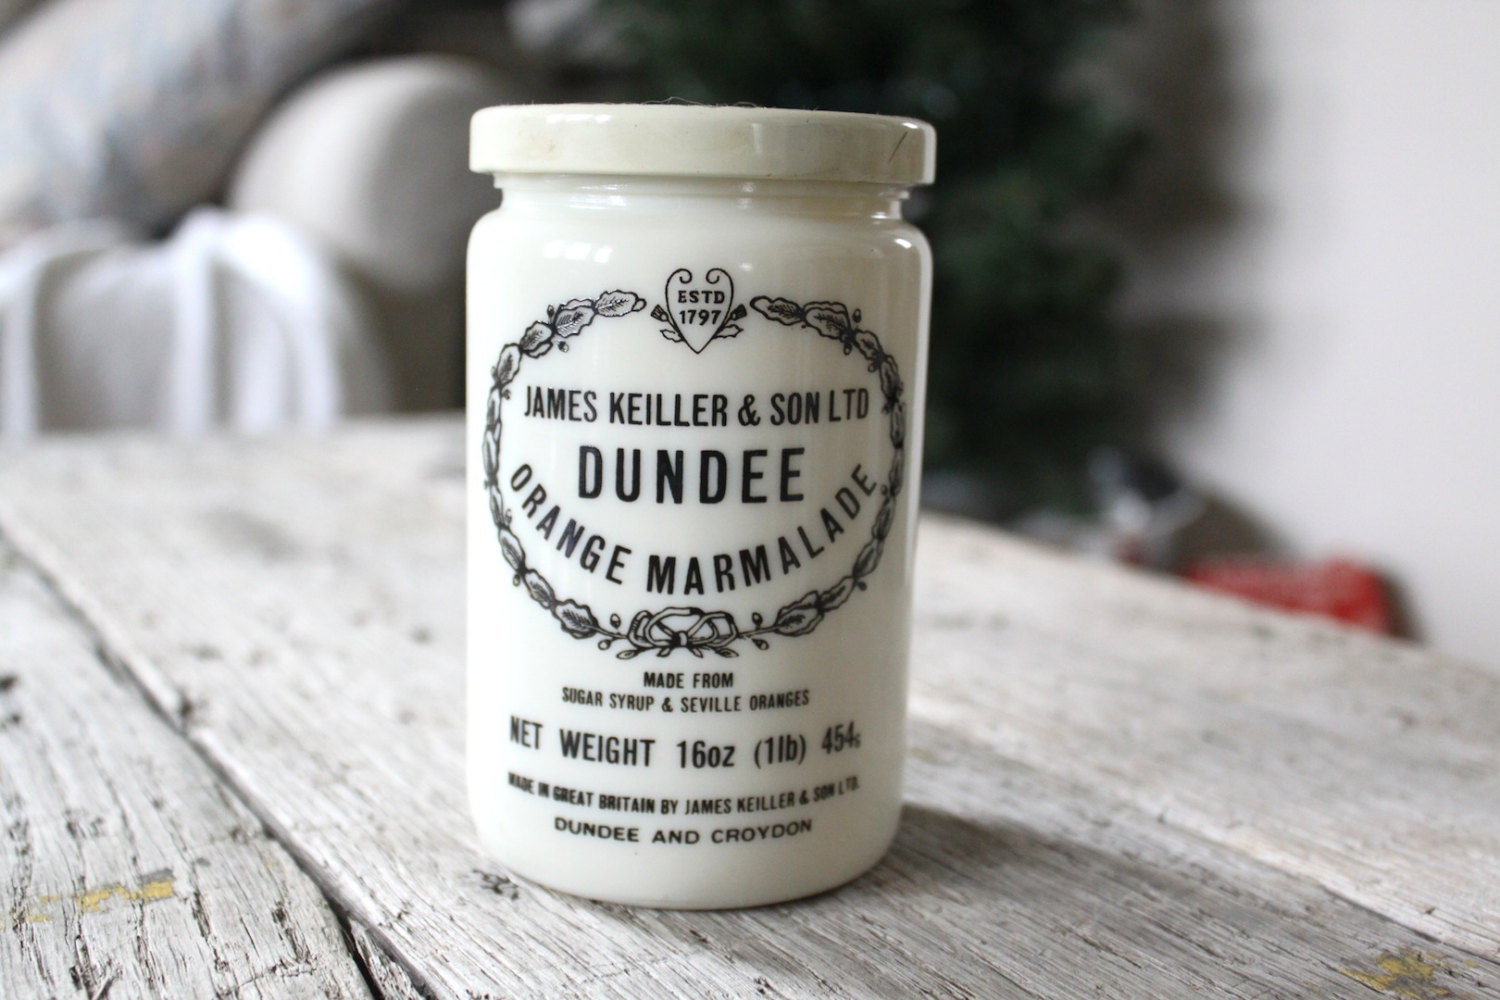 ESTD
1797
JAMES KEILLER & SON LTD
DUNDEE
ORANGE MARMALADE
MADE FROM
SUGAR SYRUP & SEVILLE ORANGES
NET WEIGHT 16oz (1lb) 454g
MADE IN GREAT BRITAIN BY JAMES KEILLER & SON LTD.
DUNDEE AND CROYDON